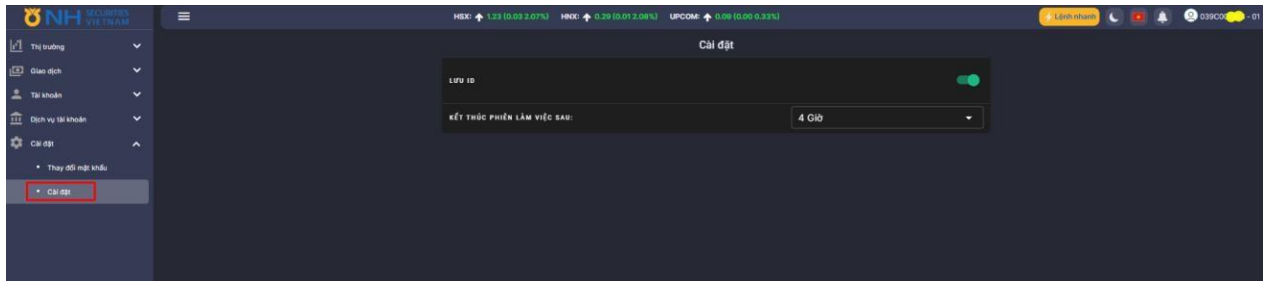 NH SECURITIES VIETNAM
HSX: 1.23 (0.03 2.07%) HNX: 0.29 (0.01 2.08%) UPCOM: 0.09 (0.00 0.33%)
Lệnh nhanh
039C00 - 01
Thị trường
Giao dịch
Tài khoản
Dịch vụ tài khoản
Cài đặt
Thay đổi mật khẩu
Cài đặt
Cài đặt
LƯU ID
KẾT THÚC PHIÊN LÀM VIỆC SAU:
4 Giờ